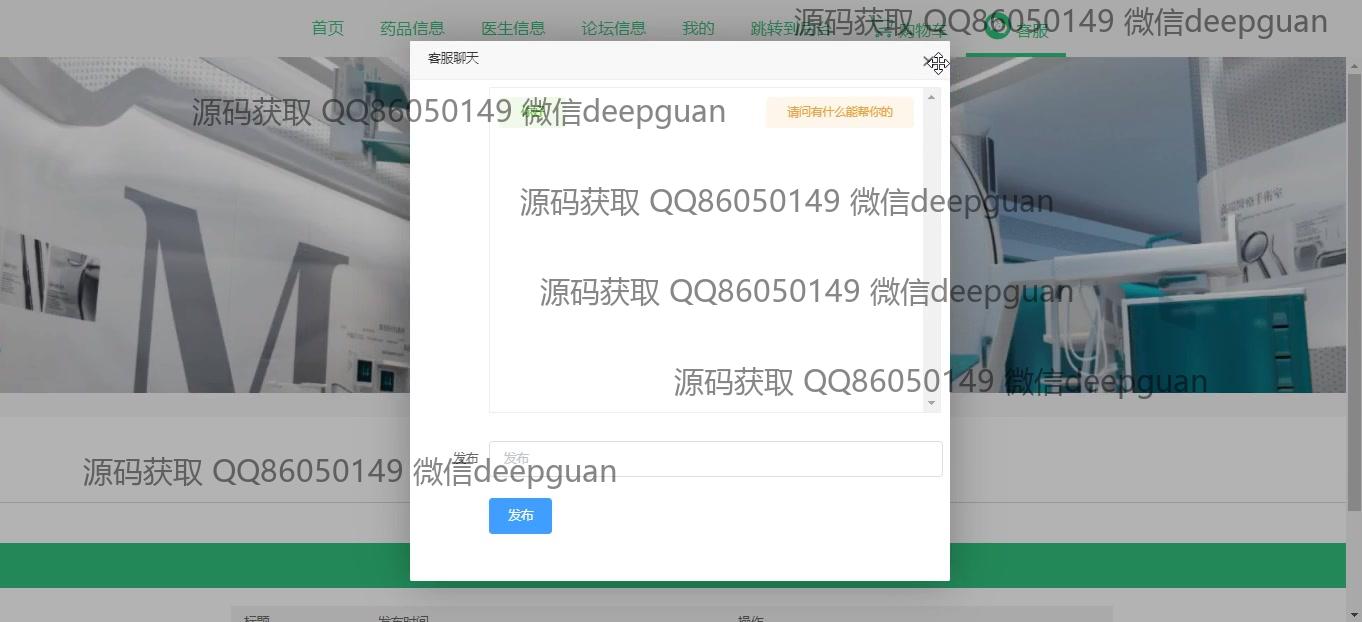 首页 药品信息 医生信息 论坛信息 我的 跳转到后台 购物车 客服
源码获取 QQ86050149 微信deepguan
客服聊天
源码获取 QQ86050149 微信deepguan
请问有什么能帮你的
源码获取 QQ86050149 微信deepguan
源码获取 QQ86050149 微信deepguan
源码获取 QQ86050149 微信deepguan
发布 发布
源码获取 QQ86050149 微信deepguan
发布
标题 发布时间 操作
M